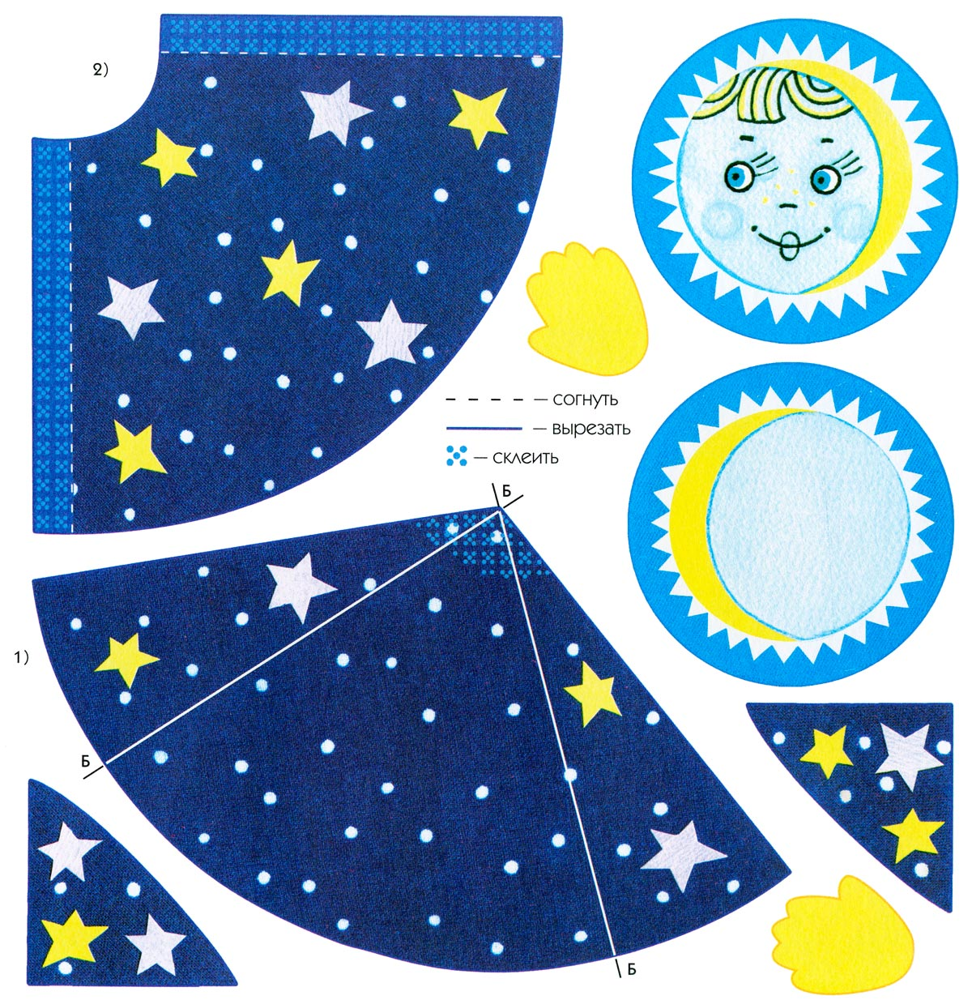 2)
— согнуть
— вырезать
— склеить
Б
1)
Б
Б